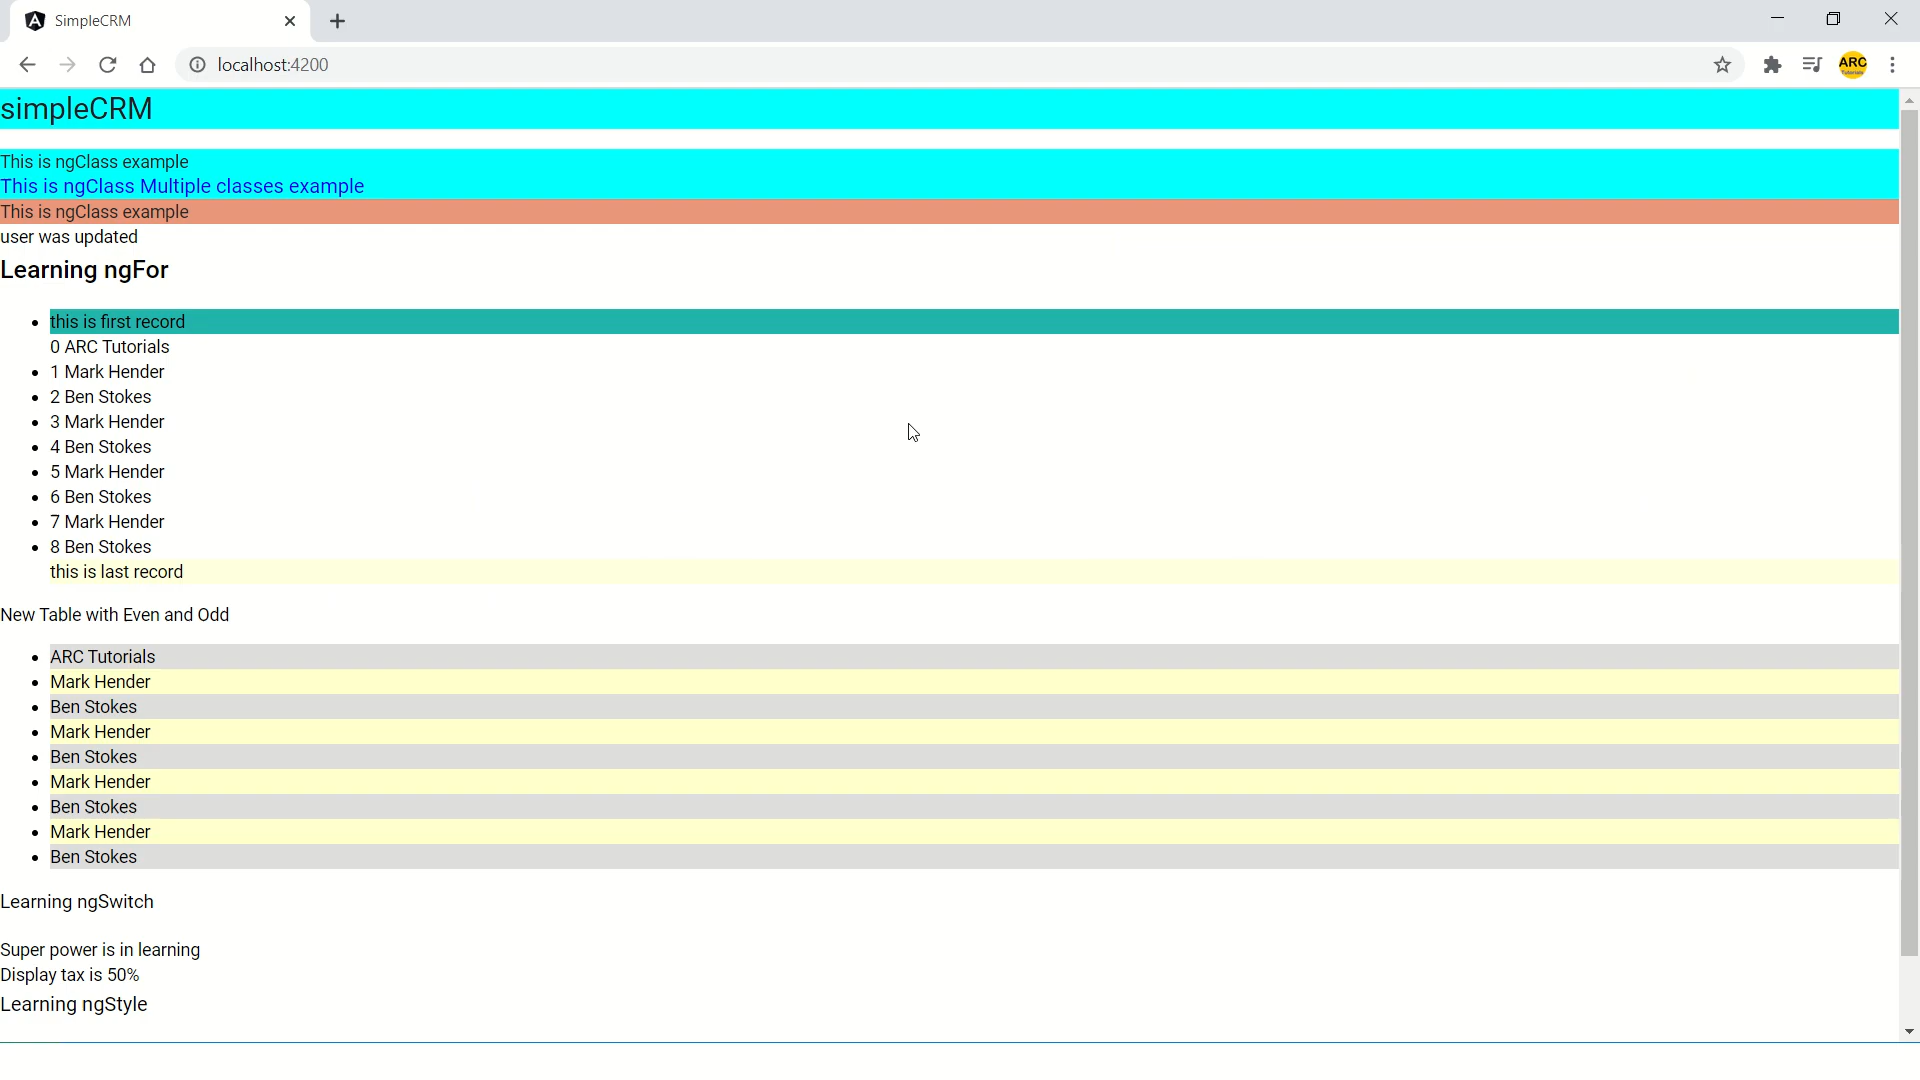 SimpleCRM
localhost:4200
ARC
Tutorials
simpleCRM
This is ngClass example
This is ngClass Multiple classes example
This is ngClass example
user was updated
Learning ngFor
this is first record
0 ARC Tutorials
1 Mark Hender
2 Ben Stokes
3 Mark Hender
4 Ben Stokes
5 Mark Hender
6 Ben Stokes
7 Mark Hender
8 Ben Stokes
this is last record
New Table with Even and Odd
ARC Tutorials
Mark Hender
Ben Stokes
Mark Hender
Ben Stokes
Mark Hender
Ben Stokes
Mark Hender
Ben Stokes
Learning ngSwitch
Super power is in learning
Display tax is 50%
Learning ngStyle